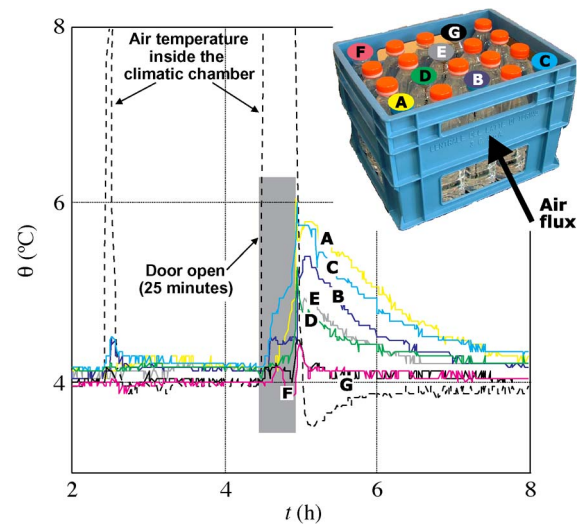 8
Air temperature
inside the
climatic chamber
6
θ (ºC)
Door open
(25 minutes)
4
2
4
6
8
t (h)
A
C
B
E
D
F
G
G
F
E
C
D
B
A
Air
flux